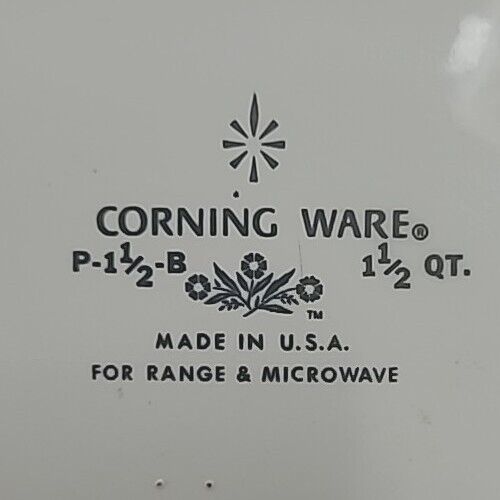 CORNING WARE®
P-1½-B 1½ QT.
TM
MADE IN U.S.A.
FOR RANGE & MICROWAVE